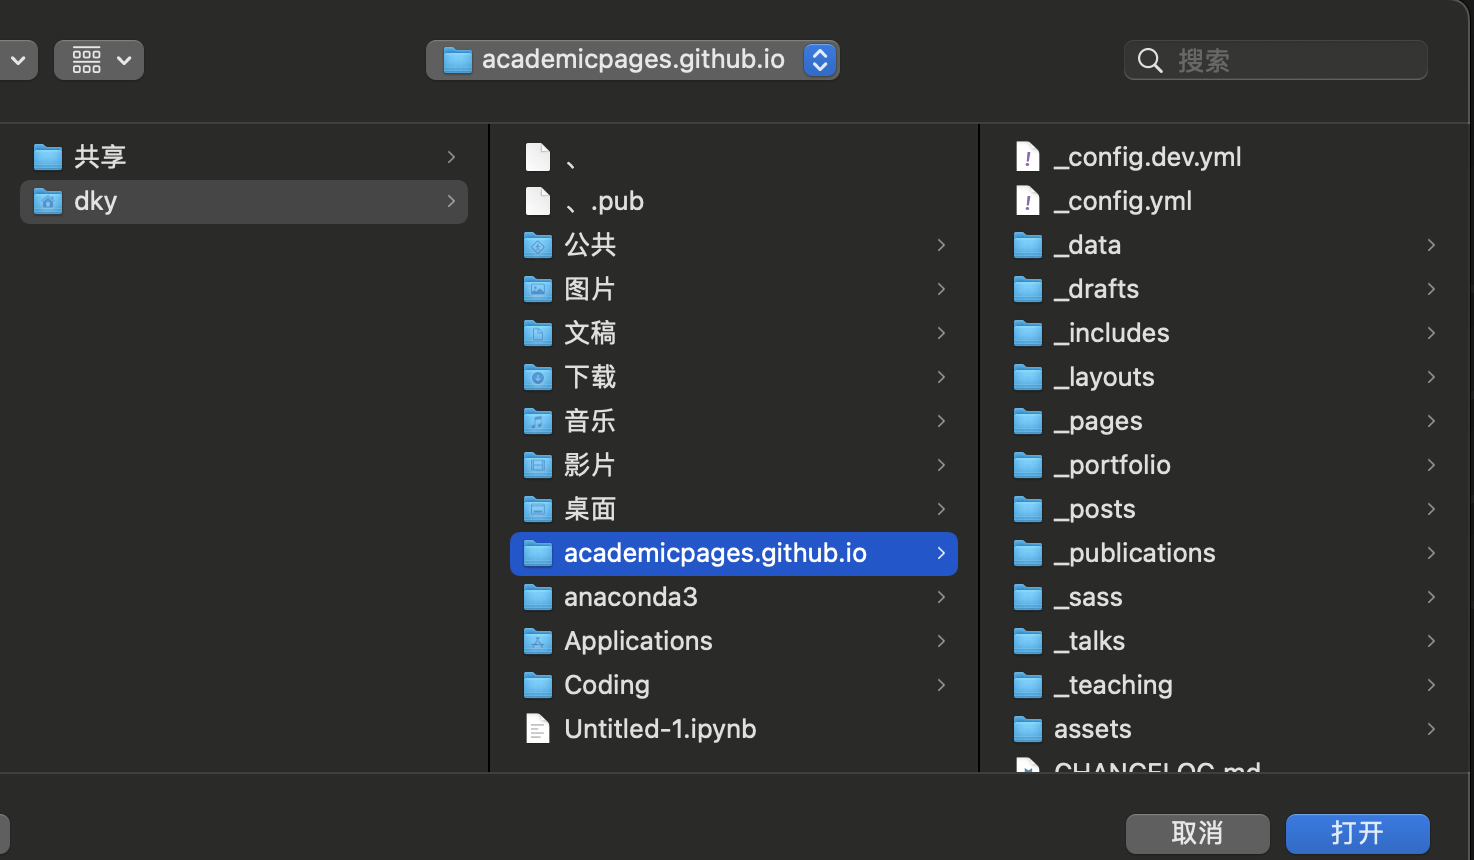 academicpages.github.io
搜索
共享
dky
、
、.pub
公共
图片
文稿
下载
音乐
影片
桌面
academicpages.github.io
anaconda3
Applications
Coding
Untitled-1.ipynb
_config.dev.yml
_config.yml
_data
_drafts
_includes
_layouts
_pages
_portfolio
_posts
_publications
_sass
_talks
_teaching
assets
CHANGELOG.md
取消
打开